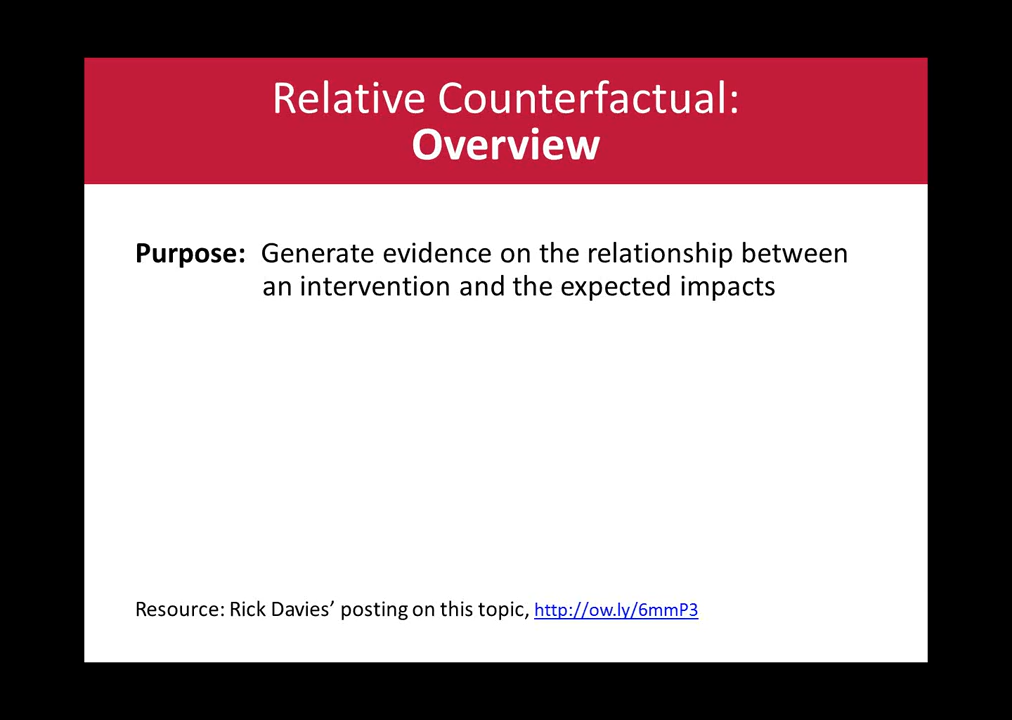 Relative Counterfactual:
Overview
Purpose: Generate evidence on the relationship between
an intervention and the expected impacts
Resource: Rick Davies’ posting on this topic, http://ow.ly/6mmP3